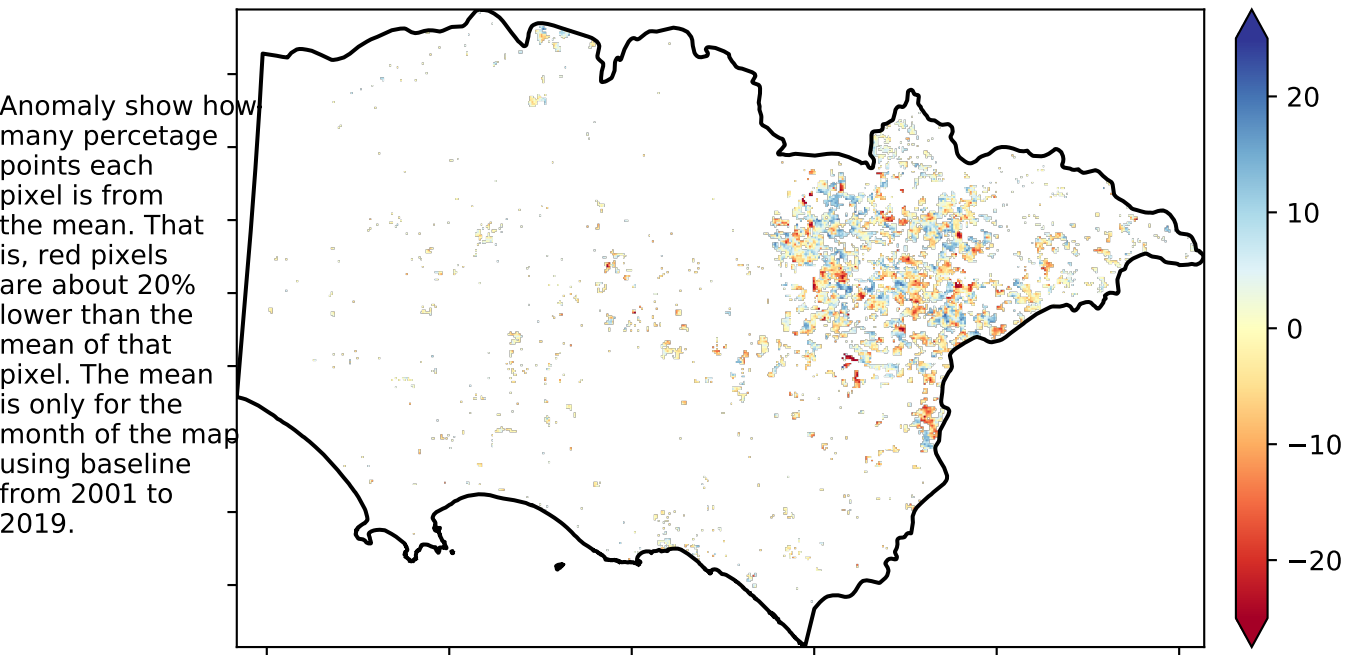 Anomaly show how
many percetage
points each
pixel is from
the mean. That
is, red pixels
are about 20%
lower than the
mean of that
pixel. The mean
is only for the
month of the map
using baseline
from 2001 to
2019.
20
10
0
−10
−20